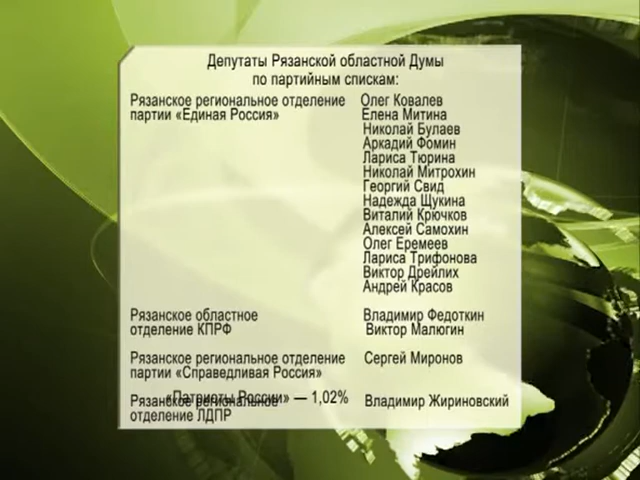 Депутаты Рязанской областной Думы
по партийным спискам:
Рязанское региональное отделение Олег Ковалев
партии «Единая Россия» Елена Митина
Николай Булаев
Аркадий Фомин
Лариса Тюрина
Николай Митрохин
Георгий Свид
Надежда Щукина
Виталий Крючков
Алексей Самохин
Олег Еремеев
Лариса Трифонова
Виктор Дрейлих
Андрей Красов
Рязанское областное Владимир Федоткин
отделение КПРФ Виктор Малюгин
Рязанское региональное отделение Сергей Миронов
партии «Справедливая Россия»
«Патриоты России» — 1,02%
Рязанское региональное Владимир Жириновский
отделение ЛДПР